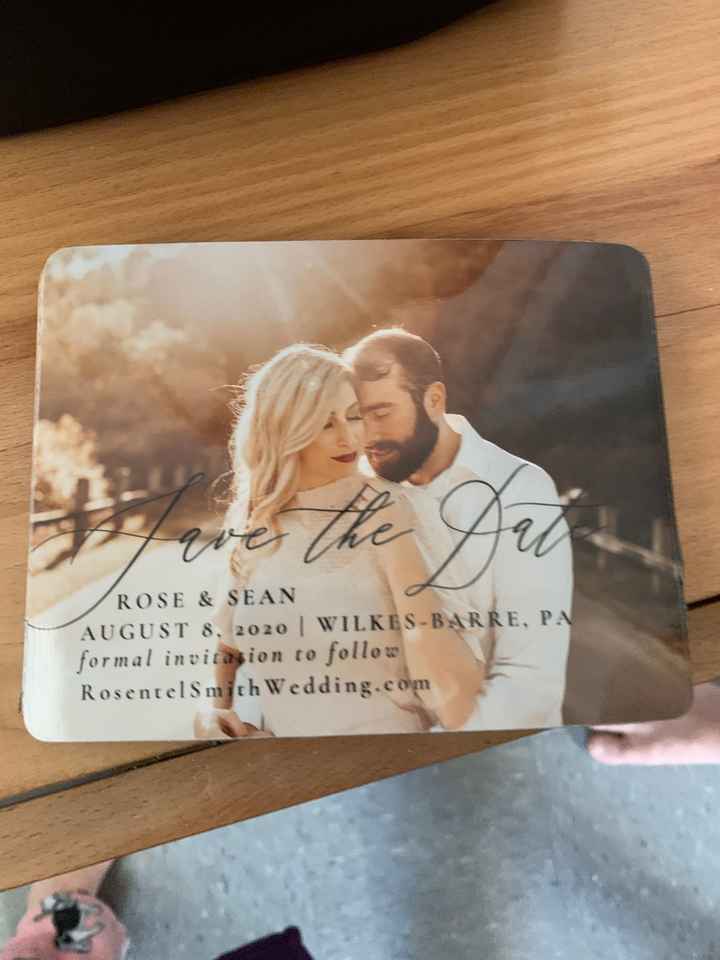 Save the Date
ROSE & SEAN
AUGUST 8, 2020 | WILKES-BARRE, PA
formal invitation to follow
RosentelSmithWedding.com